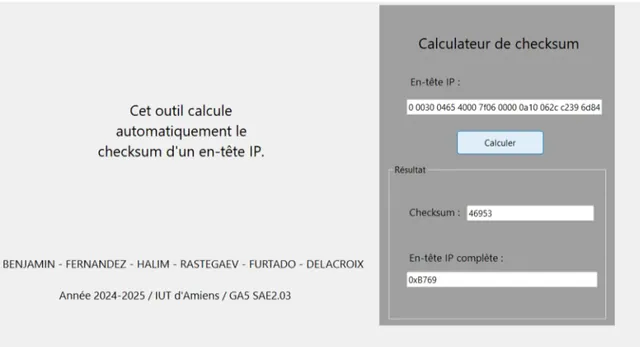 Cet outil calcule
automatiquement le
checksum d'un en-tête IP.
BENJAMIN - FERNANDEZ - HALIM - RASTEGAEV - FURTADO - DELACROIX
Année 2024-2025 / IUT d'Amiens / GA5 SAE2.03
Calculateur de checksum
En-tête IP :
0 0030 0465 4000 7f06 0000 0a10 062c c239 6d84
Calculer
Résultat
Checksum : 46953
En-tête IP complète :
0xB769